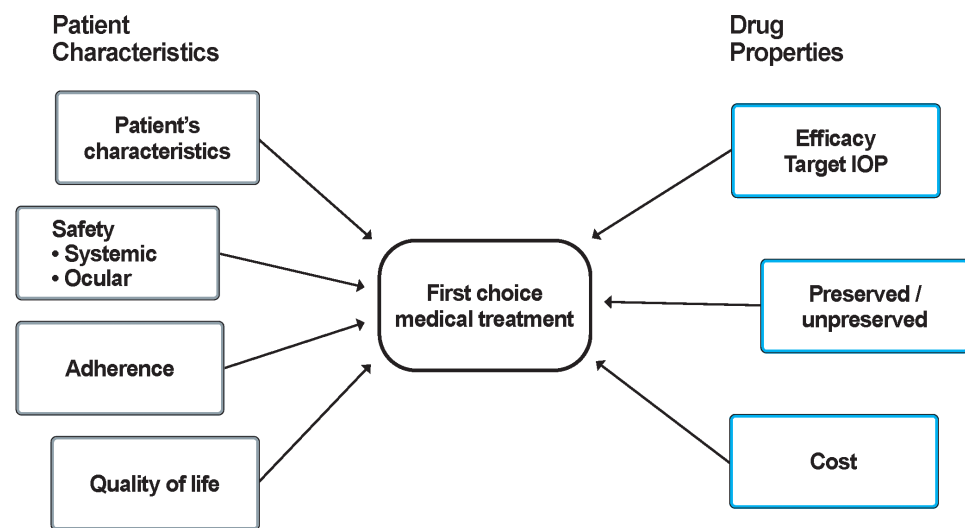 Patient
Characteristics
Patient’s
characteristics
Safety
• Systemic
• Ocular
Adherence
Quality of life
First choice
medical treatment
Drug
Properties
Efficacy
Target IOP
Preserved /
unpreserved
Cost